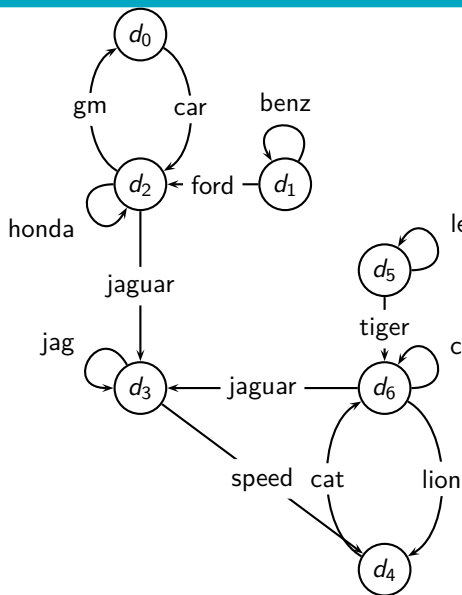 d0
gm
car
benz
d2
ford
d1
honda
le
d5
jaguar
tiger
jag
c
d3
jaguar
d6
speed
cat
lion
d4